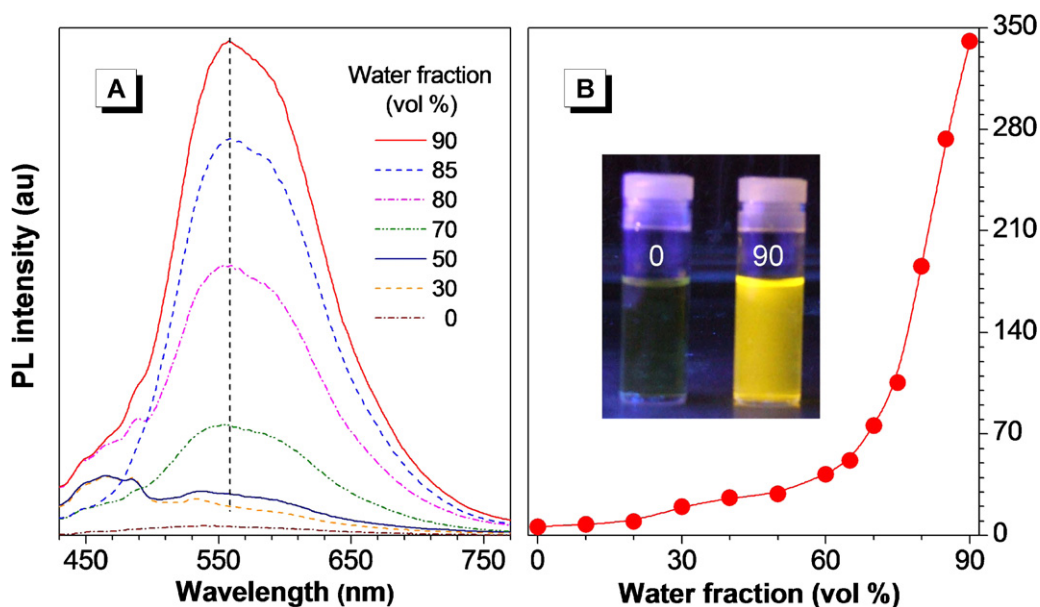 A
Water fraction
(vol %)
90
85
80
70
50
30
0
PL intensity (au)
450 550 650 750
Wavelength (nm)
B
0 90
350
280
210
140
70
0
0 30 60 90
Water fraction (vol %)